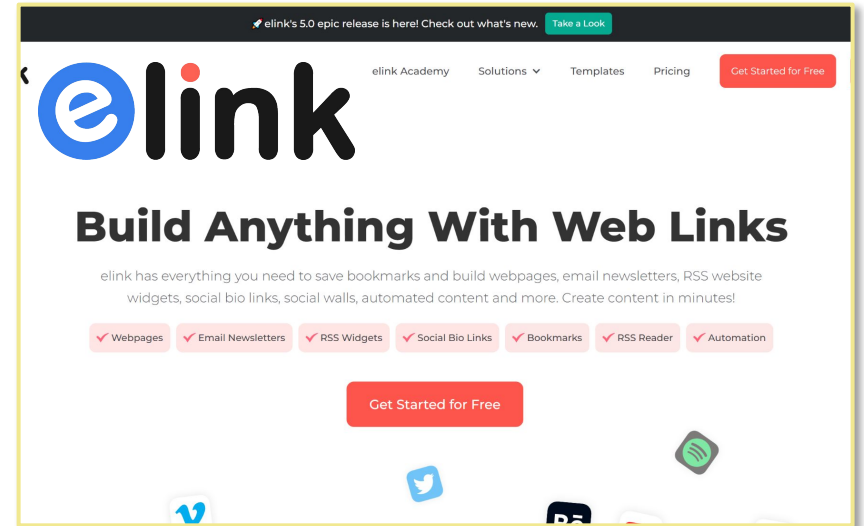 🚀 elink's 5.0 epic release is here! Check out what's new. Take a Look
elink
elink Academy Solutions Templates Pricing Get Started for Free
Build Anything With Web Links
elink has everything you need to save bookmarks and build webpages, email newsletters, RSS website
widgets, social bio links, social walls, automated content and more. Create content in minutes!
Webpages Email Newsletters RSS Widgets Social Bio Links Bookmarks RSS Reader Automation
Get Started for Free